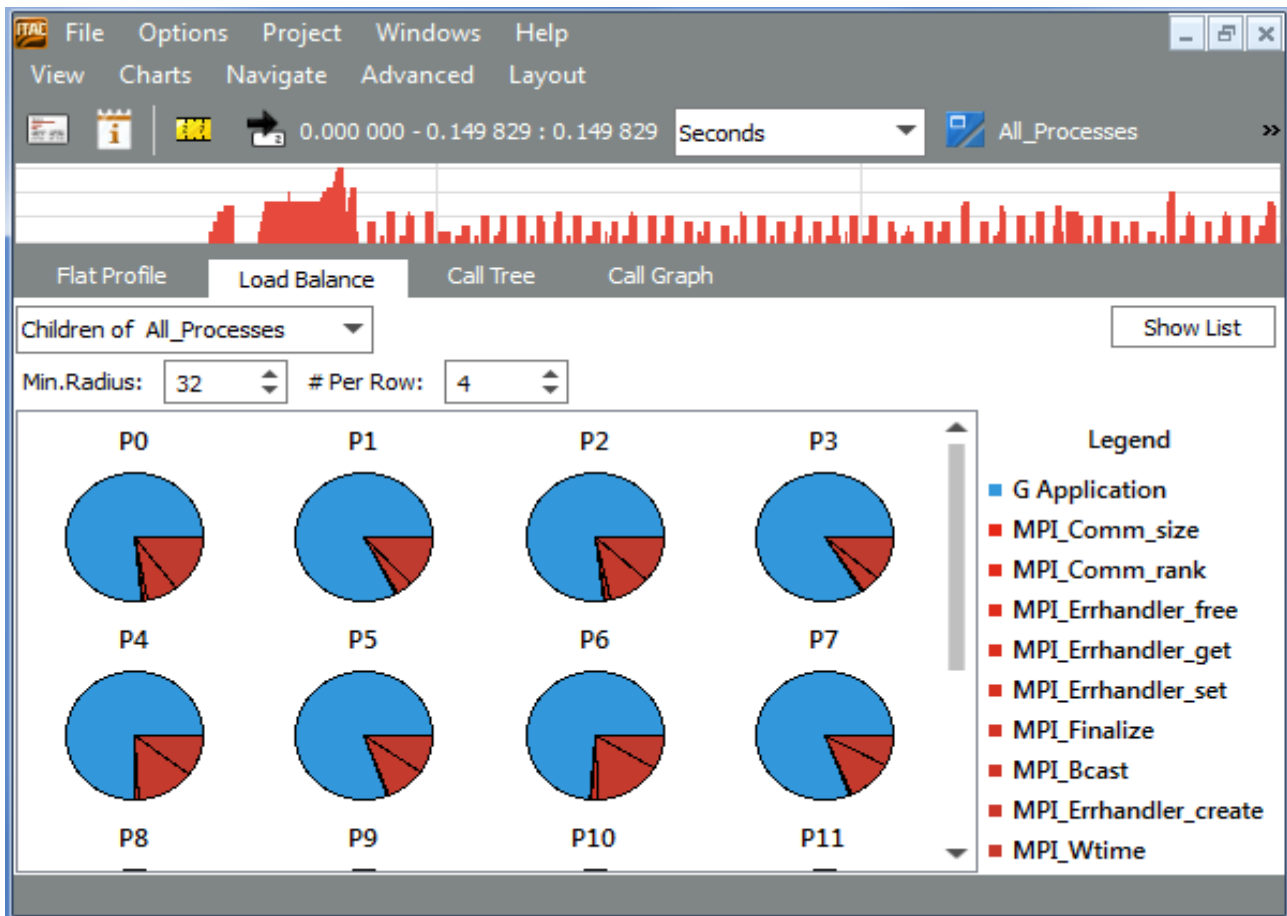 ITAC File Options Project Windows Help
View Charts Navigate Advanced Layout
0.000 000 - 0.149 829 : 0.149 829 Seconds All_Processes »
Flat Profile Load Balance Call Tree Call Graph
Children of All_Processes Show List
Min.Radius: 32 # Per Row: 4
P0 P1 P2 P3
P4 P5 P6 P7
P8 P9 P10 P11
Legend
G Application
MPI_Comm_size
MPI_Comm_rank
MPI_Errhandler_free
MPI_Errhandler_get
MPI_Errhandler_set
MPI_Finalize
MPI_Bcast
MPI_Errhandler_create
MPI_Wtime